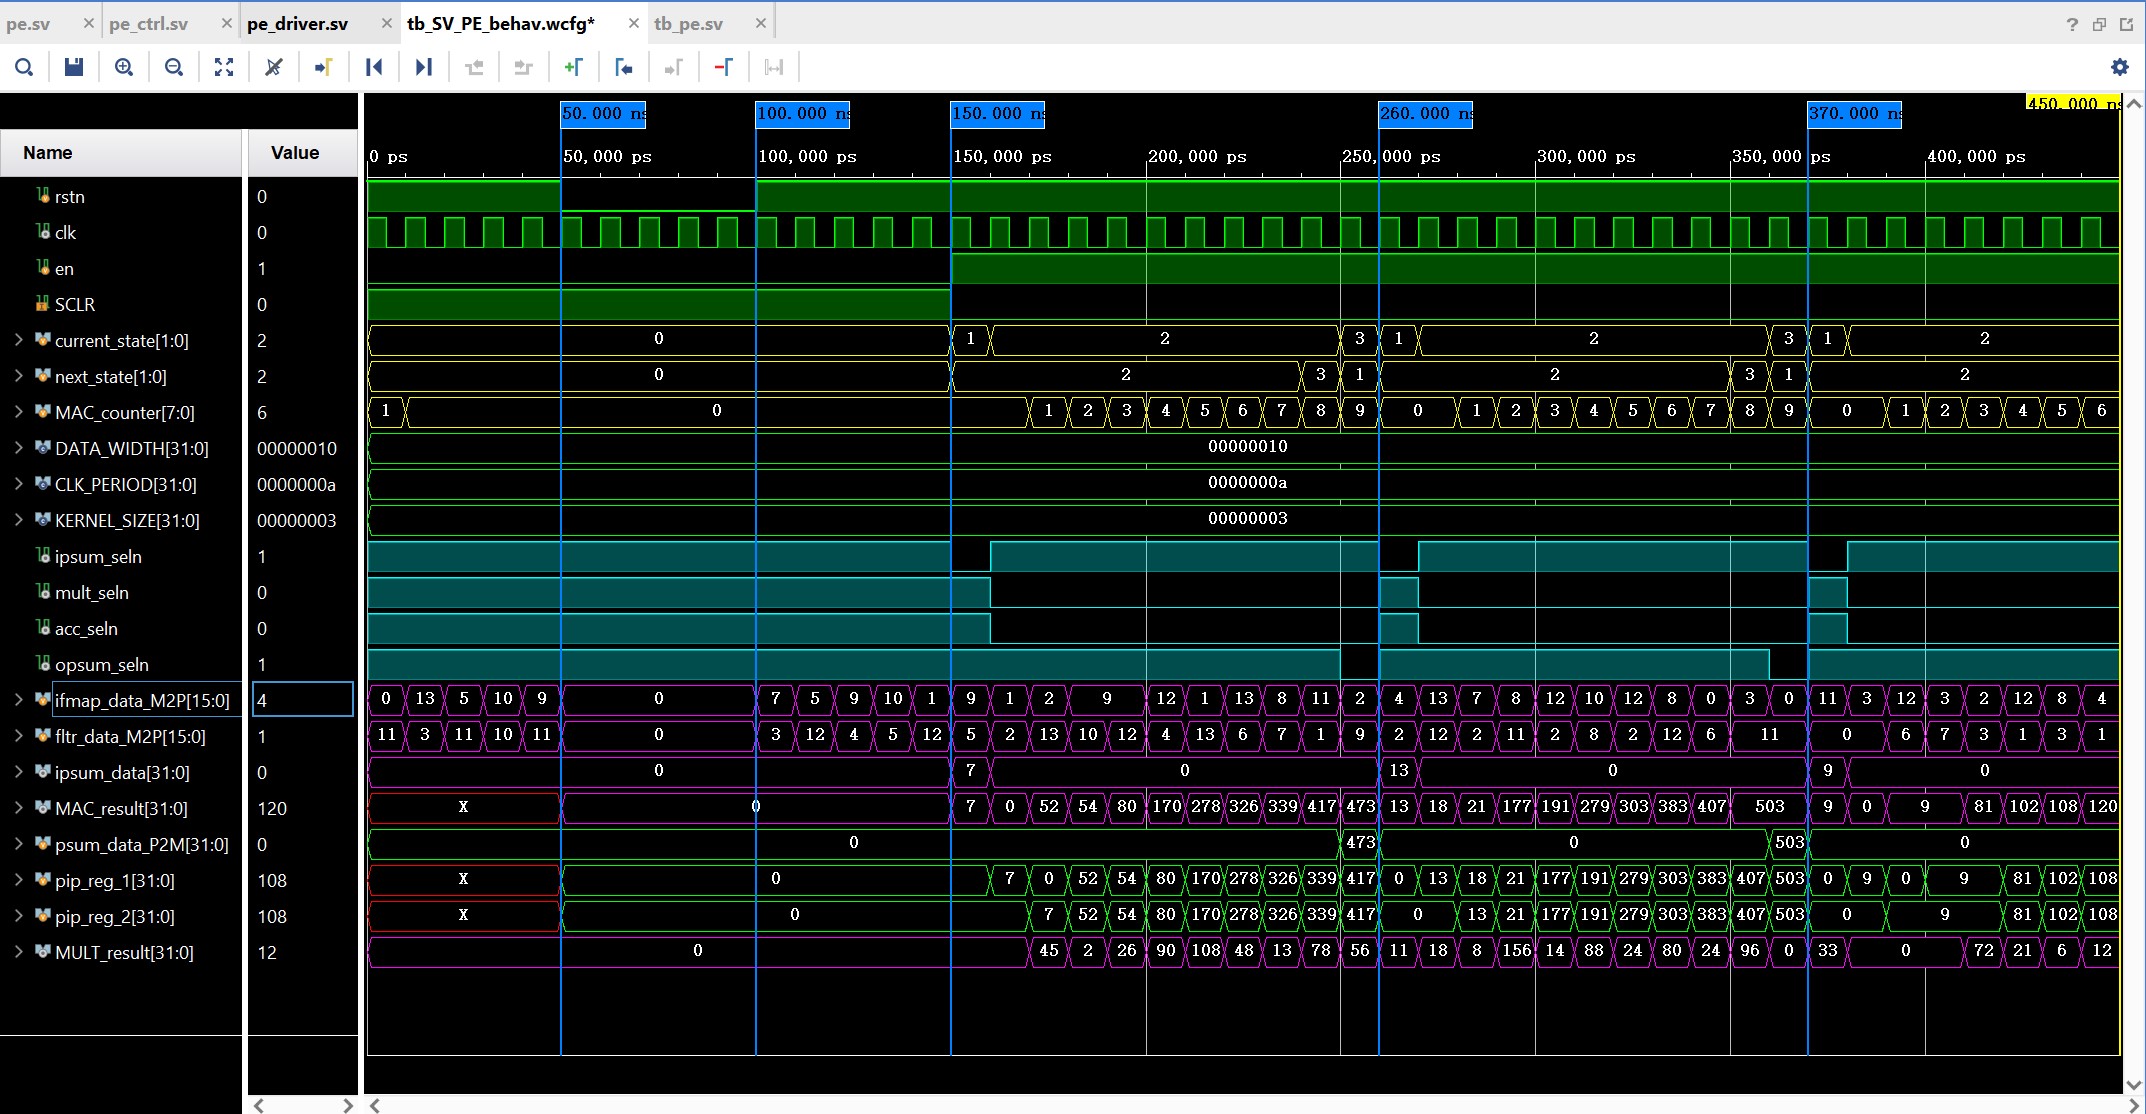 pe.sv pe_ctrl.sv pe_driver.sv tb_SV_PE_behav.wcfg* tb_pe.sv
50.000 ns 100.000 ns 150.000 ns 260.000 ns 370.000 ns 450.000 ns
Name Value 0 ps 50,000 ps 100,000 ps 150,000 ps 200,000 ps 250,000 ps 300,000 ps 350,000 ps 400,000 ps
rstn 0
clk 0
en 1
SCLR 0
current_state[1:0] 2 0 1 2 3 1 2 3 1 2
next_state[1:0] 2 0 2 3 1 2 3 1 2
MAC_counter[7:0] 6 1 0 1 2 3 4 5 6 7 8 9 0 1 2 3 4 5 6 7 8 9 0 1 2 3 4 5 6
DATA_WIDTH[31:0] 00000010 00000010
CLK_PERIOD[31:0] 0000000a 0000000a
KERNEL_SIZE[31:0] 00000003 00000003
ipsum_seln 1
mult_seln 0
acc_seln 0
opsum_seln 1
ifmap_data_M2P[15:0] 4 0 13 5 10 9 0 7 5 9 10 1 9 1 2 9 12 1 13 8 11 2 4 13 7 8 12 10 12 8 0 3 0 11 3 12 3 2 12 8 4
fltr_data_M2P[15:0] 1 11 3 11 10 11 0 3 12 4 5 12 5 2 13 10 12 4 13 6 7 1 9 2 12 2 11 2 8 2 12 6 11 0 6 7 3 1 3 1
ipsum_data[31:0] 0 0 7 0 13 0 9 0
MAC_result[31:0] 120 X 0 7 0 52 54 80 170 278 326 339 417 473 13 18 21 177 191 279 303 383 407 503 9 0 9 81 102 108 120
psum_data_P2M[31:0] 0 0 473 0 503 0
pip_reg_1[31:0] 108 X 0 7 0 52 54 80 170 278 326 339 417 0 13 18 21 177 191 279 303 383 407 503 0 9 0 9 81 102 108
pip_reg_2[31:0] 108 X 0 7 52 54 80 170 278 326 339 417 0 13 21 177 191 279 303 383 407 503 0 9 81 102 108
MULT_result[31:0] 12 0 45 2 26 90 108 48 13 78 56 11 18 8 156 14 88 24 80 24 96 0 33 0 72 21 6 12